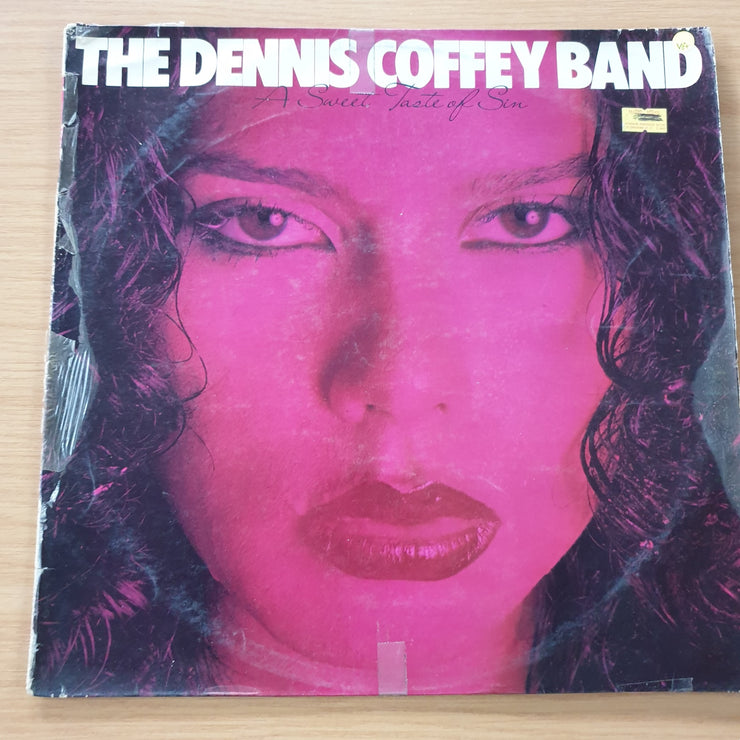 THE DENNIS COFFEY BAND
A Sweet Taste of Sin